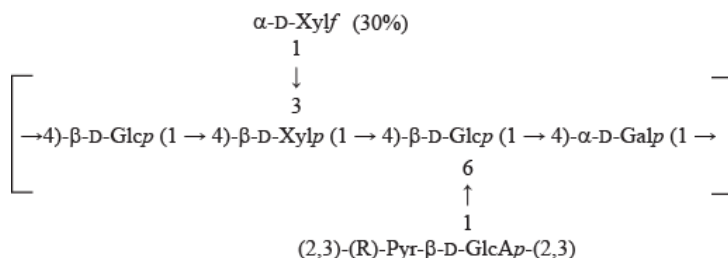 α-D-Xylf (30%)
1
↓
3
→4)-β-D-Glcp (1 → 4)-β-D-Xylp (1 → 4)-β-D-Glcp (1 → 4)-α-D-Galp (1 →
6
↑
1
(2,3)-(R)-Pyr-β-D-GlcAp-(2,3)